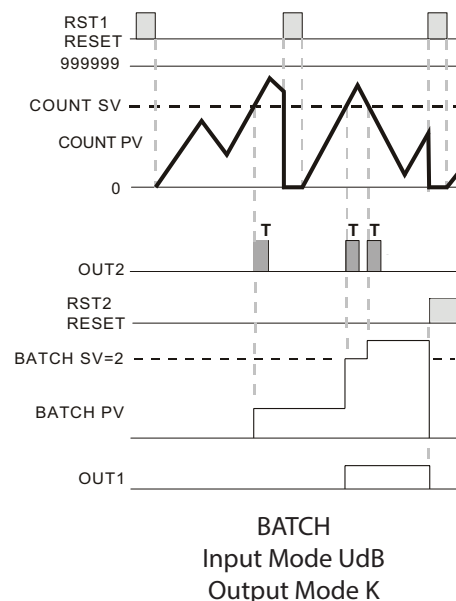 RST1
RESET
999999
COUNT SV
COUNT PV
0
T
T T
OUT2
RST2
RESET
BATCH SV=2
BATCH PV
OUT1
BATCH
Input Mode UdB
Output Mode K